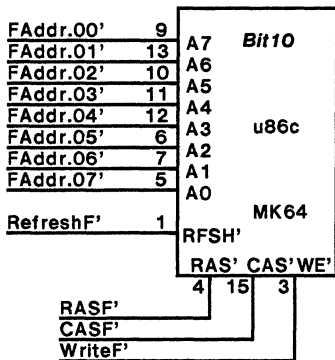 FAddr.00' 9 A7 Bit10
FAddr.01' 13 A6
FAddr.02' 10 A5
FAddr.03' 11 A4
FAddr.04' 12 A3 u86c
FAddr.05' 6 A2
FAddr.06' 7 A1
FAddr.07' 5 A0
MK64
RefreshF' 1 RFSH'
RAS' CAS' WE'
4 15 3
RASF'
CASF'
WriteF'